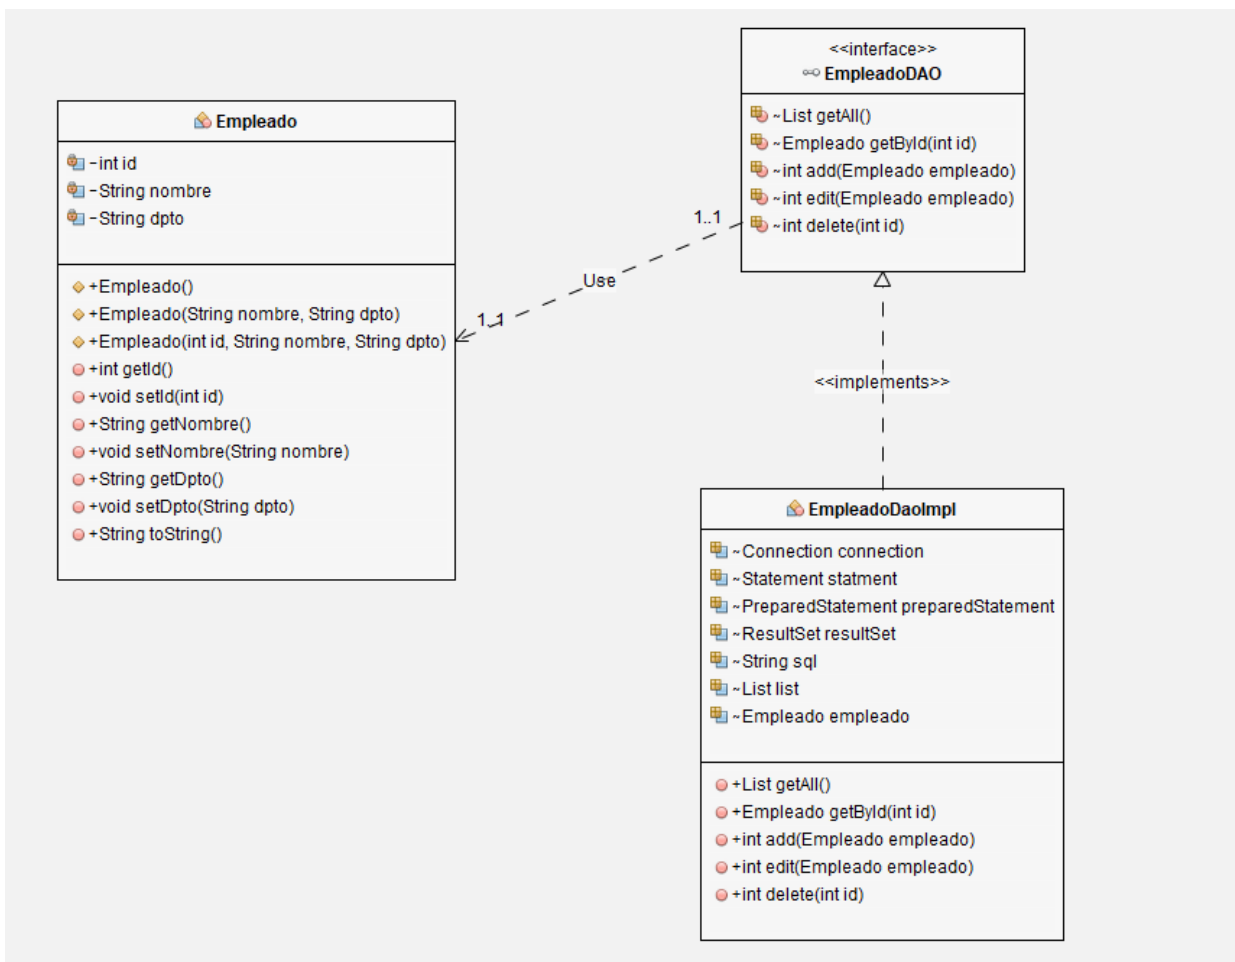 Empleado
-int id
-String nombre
-String dpto
+Empleado()
+Empleado(String nombre, String dpto)
+Empleado(int id, String nombre, String dpto)
+int getId()
+void setId(int id)
+String getNombre()
+void setNombre(String nombre)
+String getDpto()
+void setDpto(String dpto)
+String toString()
1..1
Use
1..1
<<interface>>
EmpleadoDAO
~List getAll()
~Empleado getById(int id)
~int add(Empleado empleado)
~int edit(Empleado empleado)
~int delete(int id)
<<implements>>
EmpleadoDaoImpl
~Connection connection
~Statement statment
~PreparedStatement preparedStatement
~ResultSet resultSet
~String sql
~List list
~Empleado empleado
+List getAll()
+Empleado getById(int id)
+int add(Empleado empleado)
+int edit(Empleado empleado)
+int delete(int id)